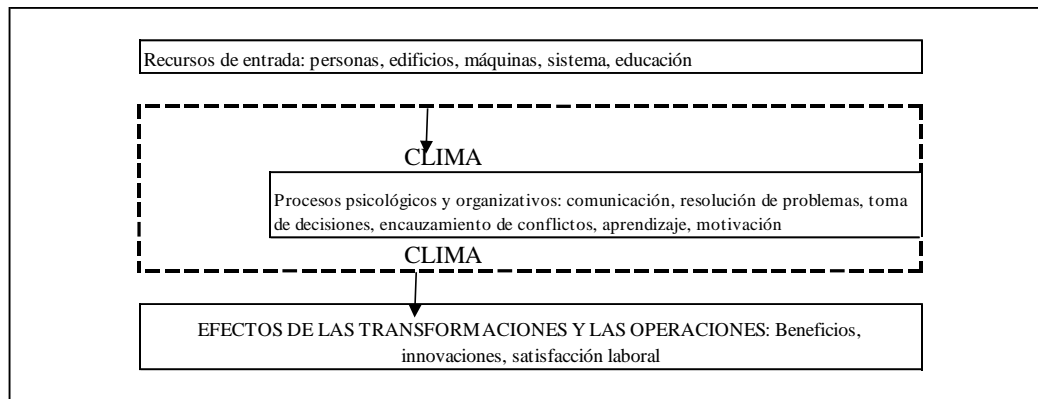 Recursos de entrada: personas, edificios, máquinas, sistema, educación
CLIMA
Procesos psicológicos y organizativos: comunicación, resolución de problemas, toma
de decisiones, encauzamiento de conflictos, aprendizaje, motivación
CLIMA
EFECTOS DE LAS TRANSFORMACIONES Y LAS OPERACIONES: Beneficios,
innovaciones, satisfacción laboral